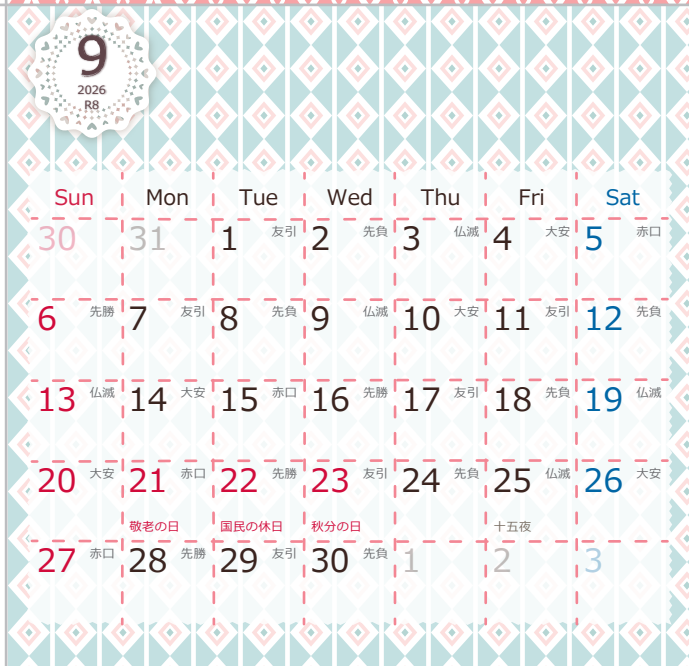 9
2026
R8
Sun Mon Tue Wed Thu Fri Sat
30 31 1 友引 2 先負 3 仏滅 4 大安 5 赤口
6 先勝 7 友引 8 先負 9 仏滅 10 大安 11 友引 12 先負
13 仏滅 14 大安 15 赤口 16 先勝 17 友引 18 先負 19 仏滅
20 大安 21 赤口 22 先勝 23 友引 24 先負 25 仏滅 26 大安
敬老の日 国民の休日 秋分の日 十五夜
27 赤口 28 先勝 29 友引 30 先負 1 2 3